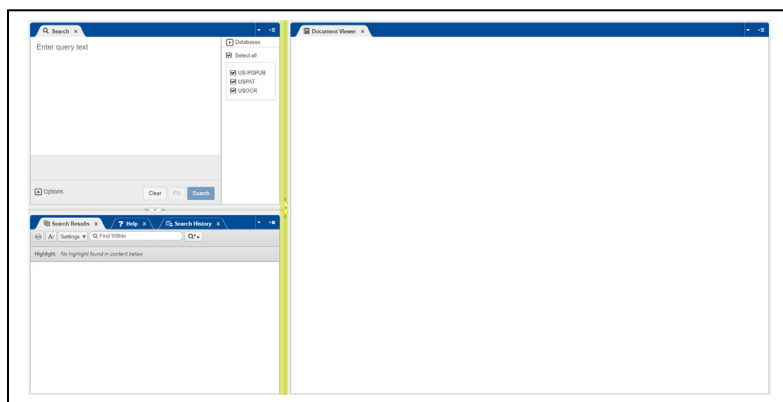 Search ×
Enter query text
Databases
Select all
US-PGPUB
USPAT
USOCR
Options
Clear
PN
Search
Search Results ×
? Help ×
Search History ×
Settings
Find Within
Highlight No highlight found in content below
Document Viewer ×